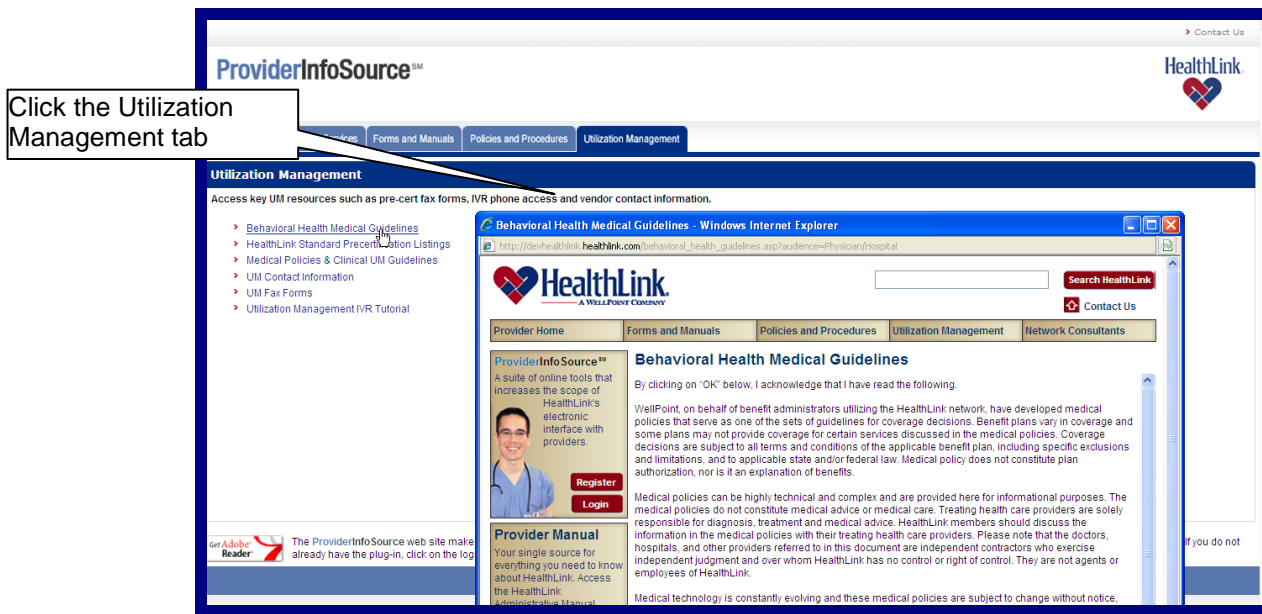 Contact Us
ProviderInfoSource℠
HealthLink.
Click the Utilization
Management tab
Forms and Manuals
Policies and Procedures
Utilization Management
Utilization Management
Access key UM resources such as pre-cert fax forms, IVR phone access and vendor contact information.
Behavioral Health Medical Guidelines
HealthLink Standard Precertification Listings
Medical Policies & Clinical UM Guidelines
UM Contact Information
UM Fax Forms
Utilization Management IVR Tutorial
Behavioral Health Medical Guidelines - Windows Internet Explorer
http://devhealthlink.healthlink.com/behavioral_health_guidelines.asp?audience=Physician/Hospital
HealthLink.
A WELLPOINT COMPANY
Search HealthLink
Contact Us
Provider Home
Forms and Manuals
Policies and Procedures
Utilization Management
Network Consultants
ProviderInfoSource℠
A suite of online tools that
increases the scope of
HealthLink's
electronic
interface with
providers.
Register
Login
Provider Manual
Your single source for
everything you need to know
about HealthLink. Access
the HealthLink
Administrative Manual
Behavioral Health Medical Guidelines
By clicking on "OK" below, I acknowledge that I have read the following.
WellPoint, on behalf of benefit administrators utilizing the HealthLink network, have developed medical
policies that serve as one of the sets of guidelines for coverage decisions. Benefit plans vary in coverage and
some plans may not provide coverage for certain services discussed in the medical policies. Coverage
decisions are subject to all terms and conditions of the applicable benefit plan, including specific exclusions
and limitations, and to applicable state and/or federal law. Medical policy does not constitute plan
authorization, nor is it an explanation of benefits.
Medical policies can be highly technical and complex and are provided here for informational purposes. The
medical policies do not constitute medical advice or medical care. Treating health care providers are solely
responsible for diagnosis, treatment and medical advice. HealthLink members should discuss the
information in the medical policies with their treating health care providers. Please note that the doctors,
hospitals, and other providers referred to in this document are independent contractors who exercise
independent judgment and over whom HealthLink has no control or right of control. They are not agents or
employees of HealthLink.
Medical technology is constantly evolving and these medical policies are subject to change without notice,
Get Adobe
Reader
The ProviderInfoSource web site make
already have the plug-in, click on the log
If you do not